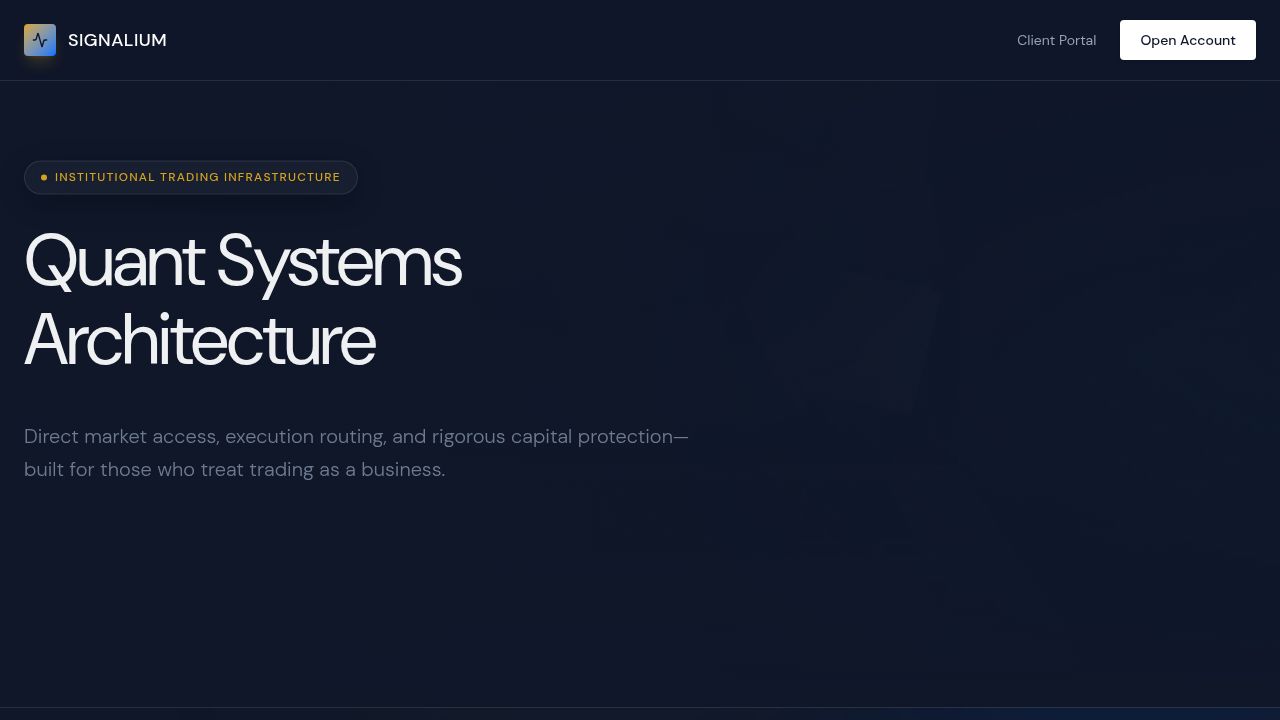 SIGNALIUM
Client Portal
Open Account
INSTITUTIONAL TRADING INFRASTRUCTURE
Quant Systems
Architecture
Direct market access, execution routing, and rigorous capital protection—
built for those who treat trading as a business.